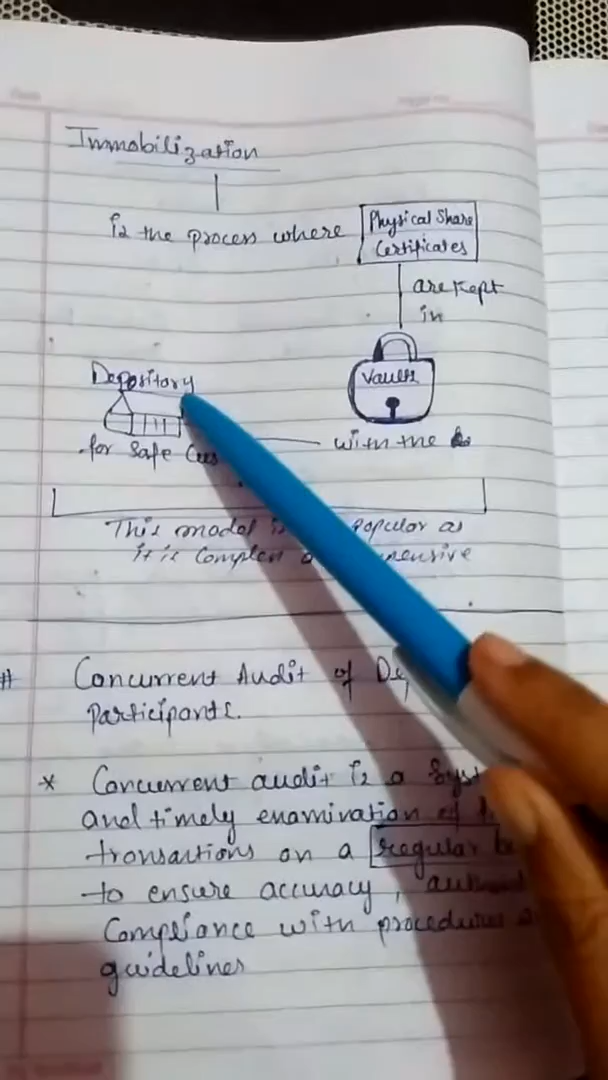 Immobilization
is the process where Physical Share
Certificates
are kept
in
Vault
Depository
for Safe
with the
This model is popular as
it is Complex
# Concurrent Audit of
participants.
* Concurrent audit is a
and timely enamination of
transactions on a regular
to ensure accuracy,
Compliance with procedures
guidelines